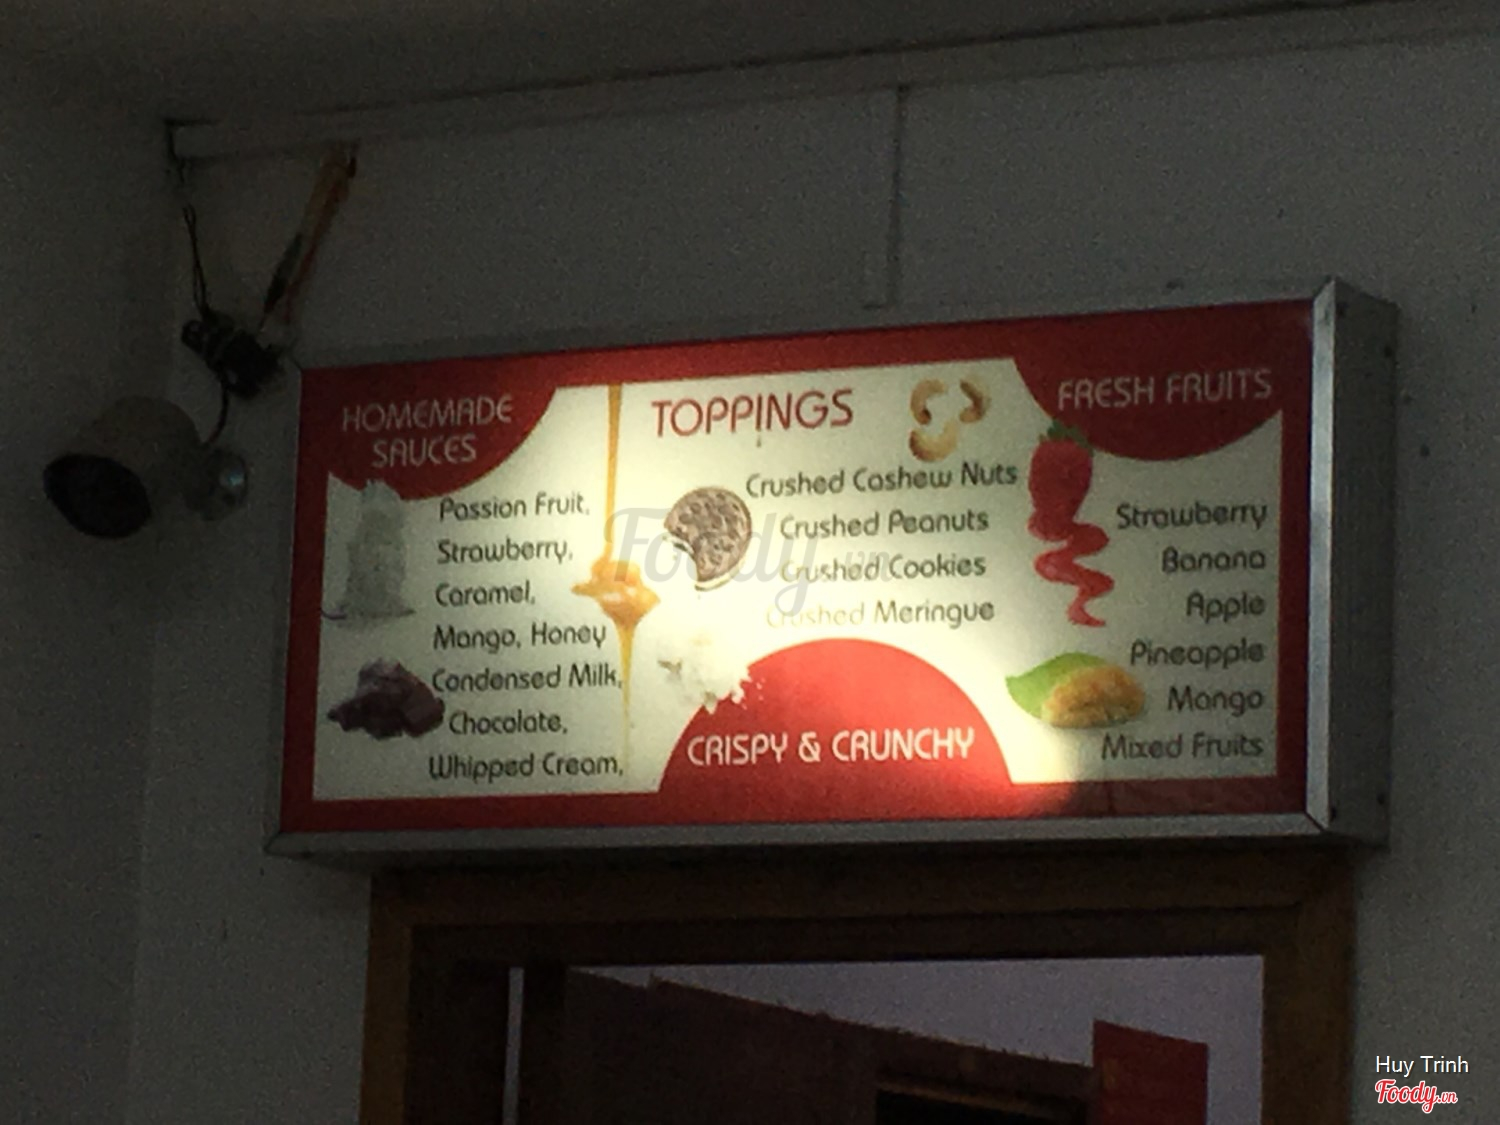 HOMEMADE
SAUCES
Passion Fruit,
Strawberry,
Caramel,
Mango, Honey
Condensed Milk,
Chocolate,
Whipped Cream,
TOPPINGS
Crushed Cashew Nuts
Crushed Peanuts
Crushed Cookies
Crushed Meringue
CRISPY & CRUNCHY
FRESH FRUITS
Strawberry
Banana
Apple
Pineapple
Mango
Mixed Fruits
Foody.vn
Huy Trinh
Foody.vn